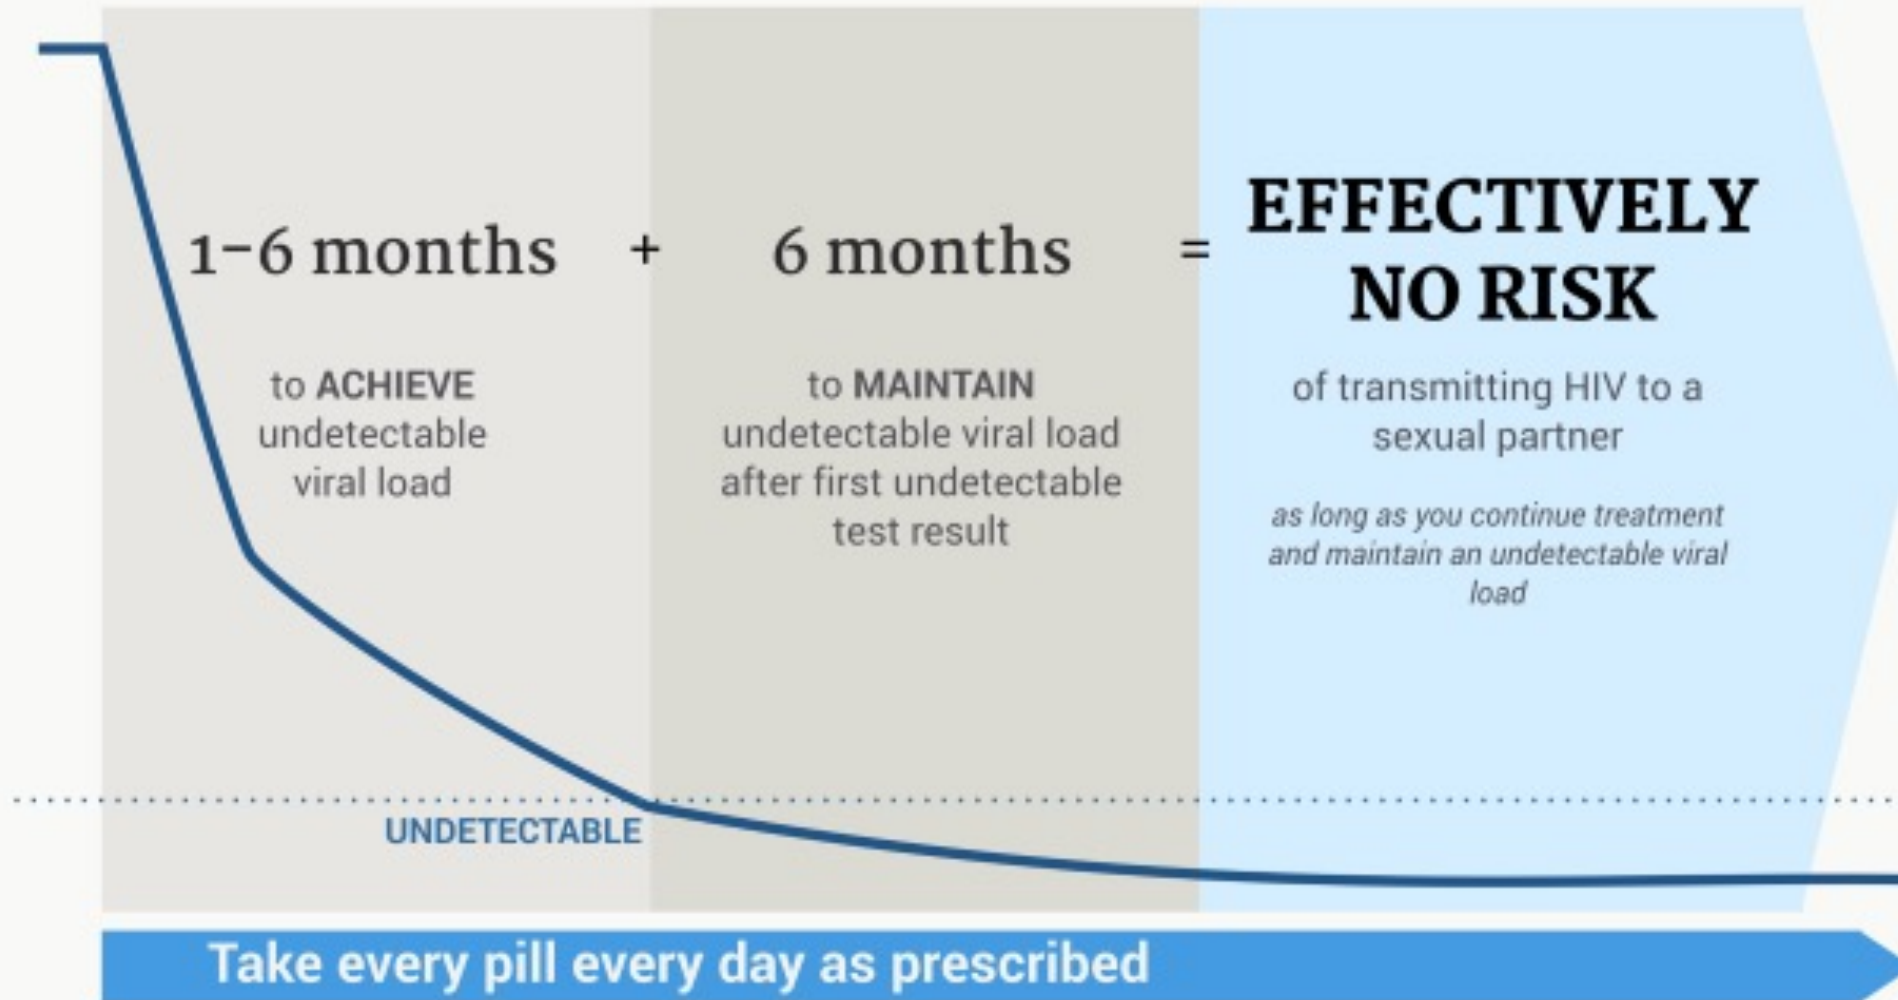 1–6 months
+
6 months
=
EFFECTIVELY
NO RISK
to ACHIEVE
undetectable
viral load
to MAINTAIN
undetectable viral load
after first undetectable
test result
of transmitting HIV to a
sexual partner
as long as you continue treatment
and maintain an undetectable viral
load
UNDETECTABLE
Take every pill every day as prescribed